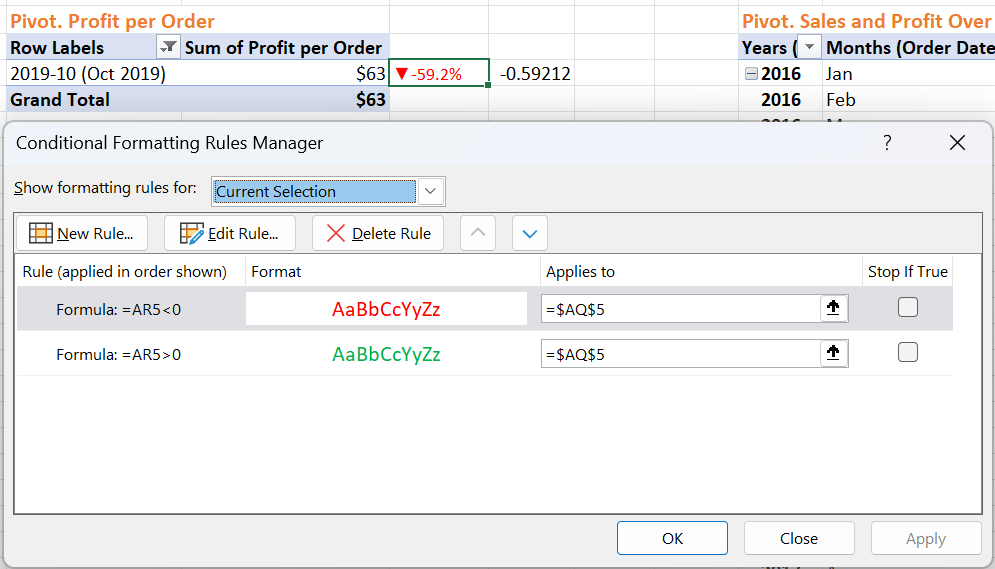 Pivot. Profit per Order
Pivot. Sales and Profit Over
Row Labels Sum of Profit per Order
Years ( Months (Order Date
2019-10 (Oct 2019) $63 ▼-59.2% -0.59212
2016 Jan
Grand Total $63
2016 Feb
Conditional Formatting Rules Manager ? ✕
Show formatting rules for: Current Selection
New Rule... Edit Rule... Delete Rule
Rule (applied in order shown) Format Applies to Stop If True
Formula: =AR5<0 AaBbCcYyZz =$AQ$5
Formula: =AR5>0 AaBbCcYyZz =$AQ$5
OK Close Apply